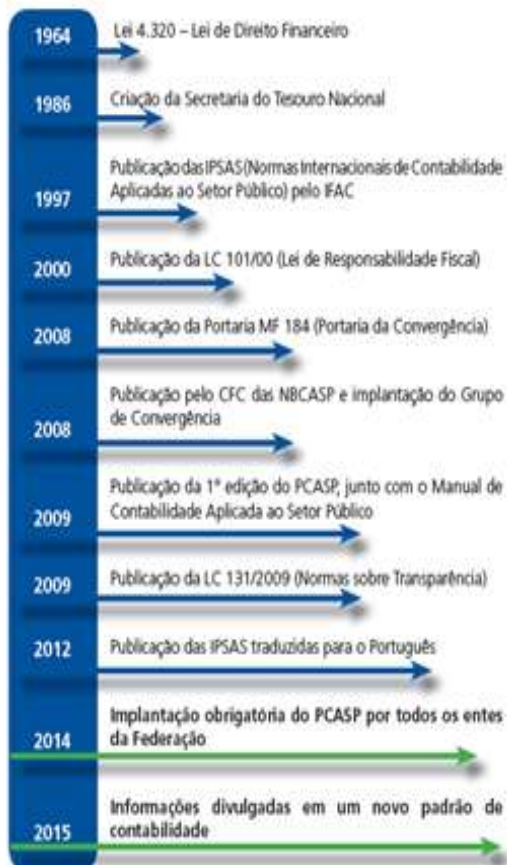 1964
Lei 4.320 – Lei de Direito Financeiro
1986
Criação da Secretaria do Tesouro Nacional
1997
Publicação das IPSAS (Normas Internacionais de Contabilidade
Aplicadas ao Setor Público) pelo IFAC
2000
Publicação da LC 101/00 (Lei de Responsabilidade Fiscal)
2008
Publicação da Portaria MF 184 (Portaria da Convergência)
2008
Publicação pelo CFC das NBCASP e implantação do Grupo
de Convergência
2009
Publicação da 1ª edição do PCASP, junto com o Manual de
Contabilidade Aplicada ao Setor Público
2009
Publicação da LC 131/2009 (Normas sobre Transparência)
2012
Publicação das IPSAS traduzidas para o Português
2014
Implantação obrigatória do PCASP por todos os entes
da Federação
2015
Informações divulgadas em um novo padrão de
contabilidade